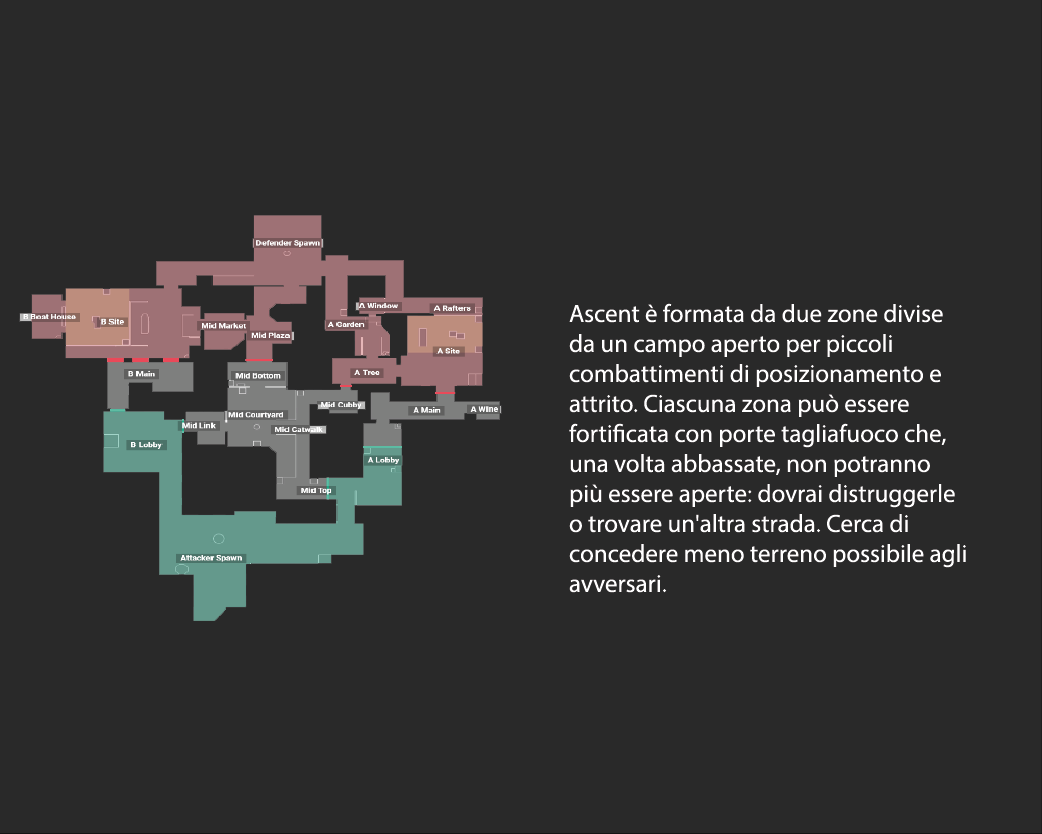 Defender Spawn
B Boat House
B Site
Mid Market
Mid Plaza
A Window
A Garden
A Rafters
A Site
A Tree
B Main
Mid Bottom
Mid Cubby
A Main
A Wine
Mid Courtyard
Mid Link
Mid Catwalk
B Lobby
A Lobby
Mid Top
Attacker Spawn
Ascent è formata da due zone divise
da un campo aperto per piccoli
combattimenti di posizionamento e
attrito. Ciascuna zona può essere
fortificata con porte tagliafuoco che,
una volta abbassate, non potranno
più essere aperte: dovrai distruggerle
o trovare un'altra strada. Cerca di
concedere meno terreno possibile agli
avversari.